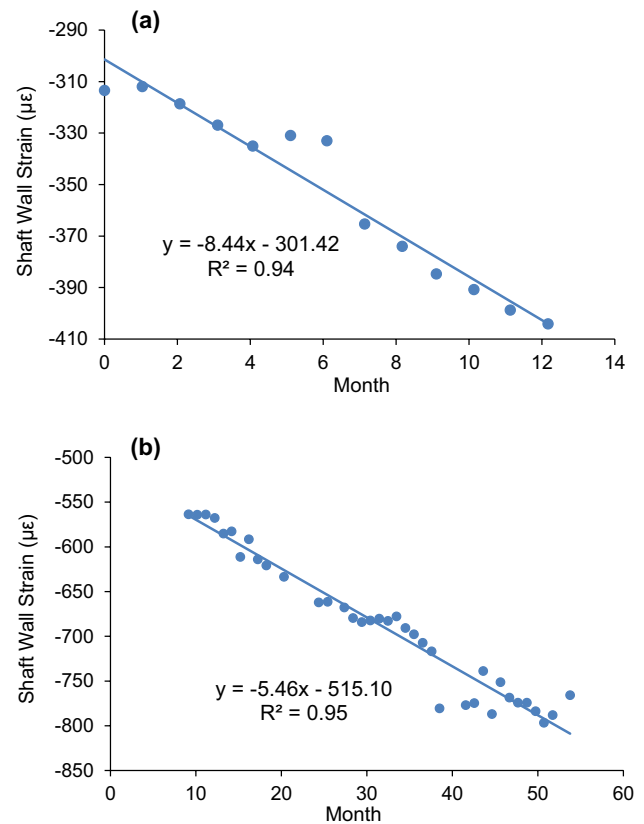 (a)
-290
-310
-330
-350
-370
-390
-410
Shaft Wall Strain (με)
y = -8.44x - 301.42
R² = 0.94
0 2 4 6 8 10 12 14
Month
(b)
-500
-550
-600
-650
-700
-750
-800
-850
Shaft Wall Strain (με)
y = -5.46x - 515.10
R² = 0.95
0 10 20 30 40 50 60
Month